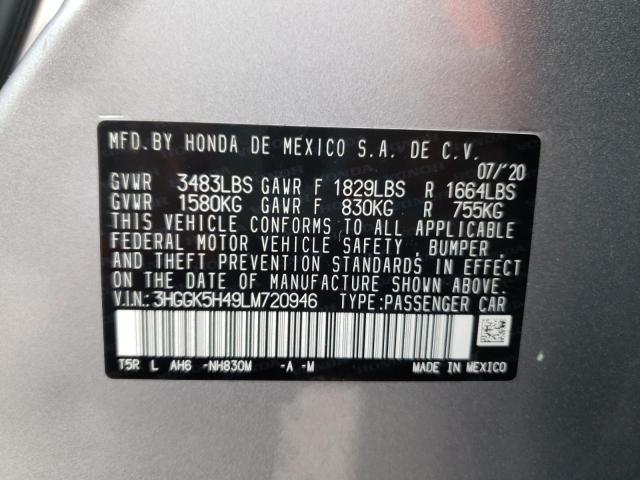 MFD.BY HONDA DE MEXICO S.A. DE C.V.
07/'20
GVWR 3483LBS GAWR F 1829LBS R 1664LBS
GVWR 1580KG GAWR F 830KG R 755KG
THIS VEHICLE CONFORMS TO ALL APPLICABLE
FEDERAL MOTOR VEHICLE SAFETY, BUMPER,
AND THEFT PREVENTION STANDARDS IN EFFECT
ON THE DATE OF MANUFACTURE SHOWN ABOVE.
V.I.N.: 3HGGK5H49LM720946 TYPE:PASSENGER CAR
T5R L AH6 -NH830M -A -M MADE IN MEXICO